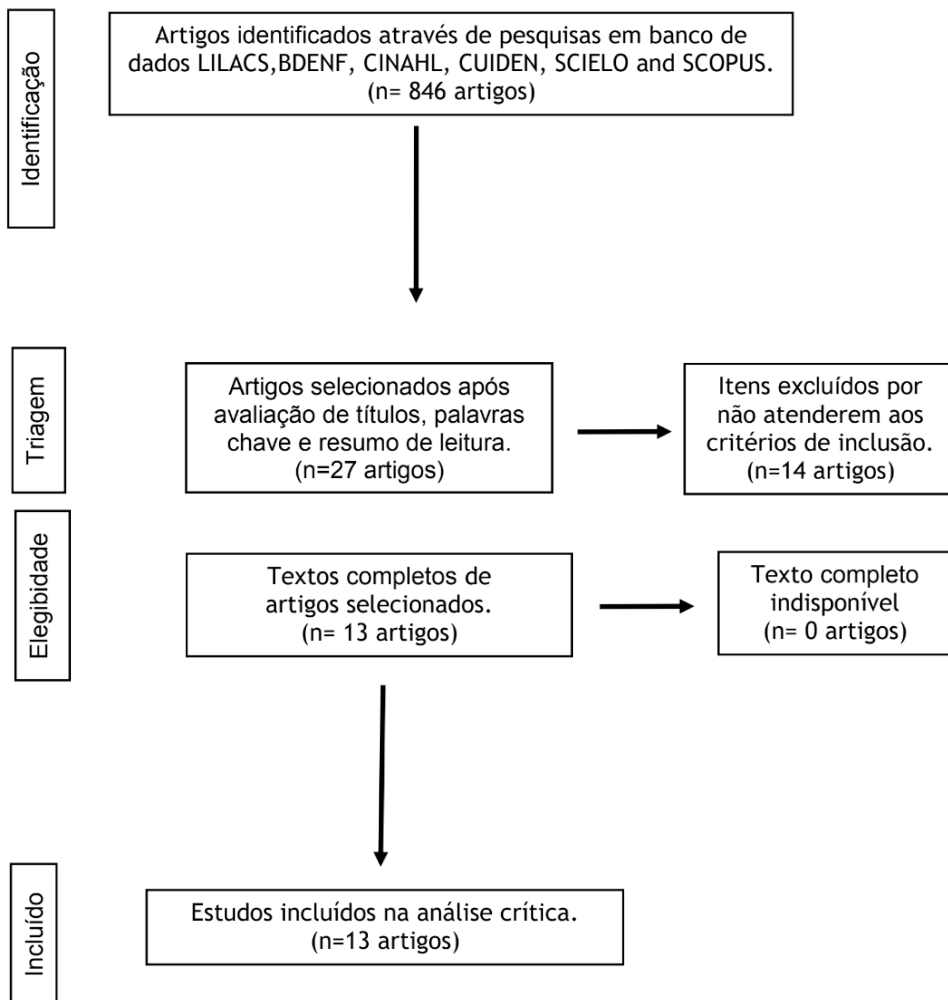 Identificação
Artigos identificados através de pesquisas em banco de
dados LILACS,BDENF, CINAHL, CUIDEN, SCIELO and SCOPUS.
(n= 846 artigos)
Triagem
Artigos selecionados após
avaliação de títulos, palavras
chave e resumo de leitura.
(n=27 artigos)
Itens excluídos por
não atenderem aos
critérios de inclusão.
(n=14 artigos)
Elegibidade
Textos completos de
artigos selecionados.
(n= 13 artigos)
Texto completo
indisponível
(n= 0 artigos)
Incluído
Estudos incluídos na análise crítica.
(n=13 artigos)